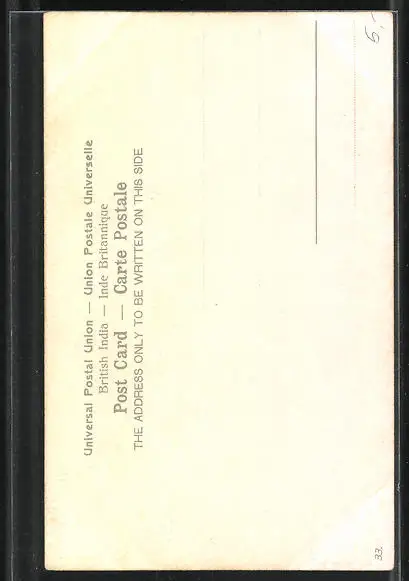 Universal Postal Union — Union Postale Universelle
British India — Inde Britannique
Post Card — Carte Postale
THE ADDRESS ONLY TO BE WRITTEN ON THIS SIDE
5,-
33.